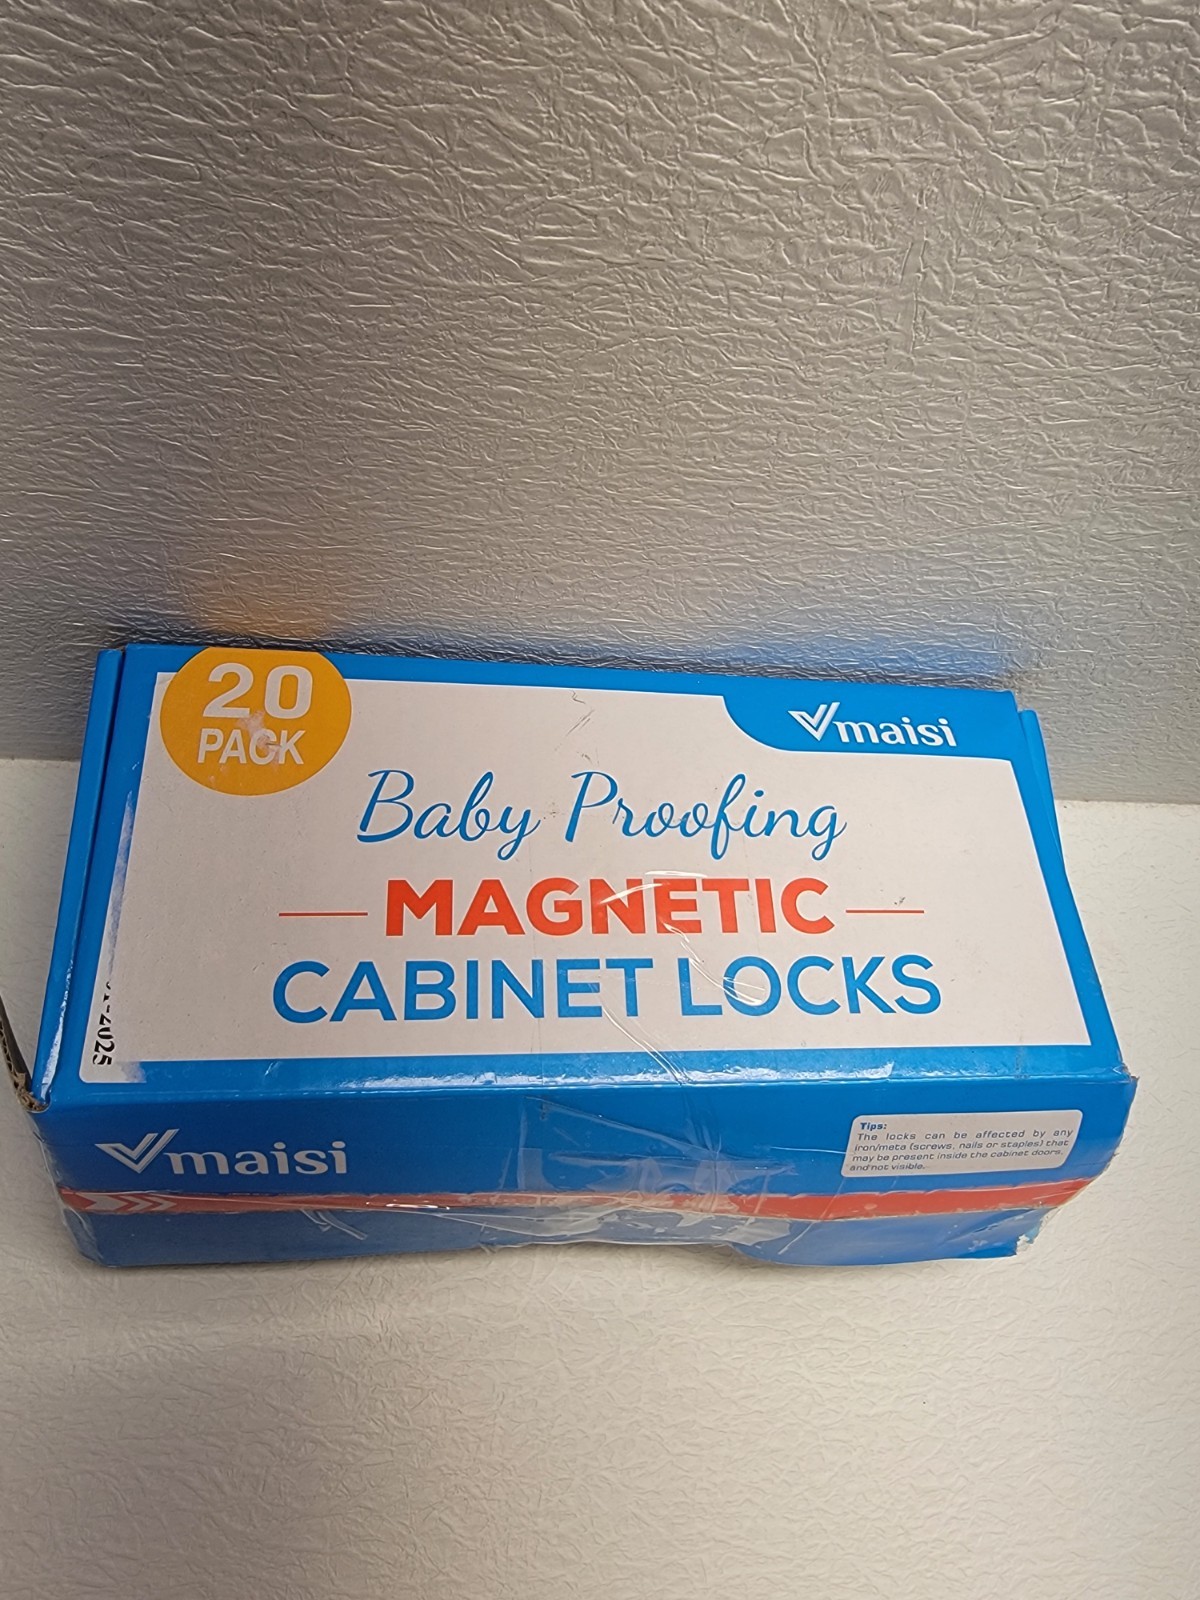 20
PACK
Vmaisi
Baby Proofing
MAGNETIC
CABINET LOCKS
-2025
Vmaisi
Tips:
The locks can be affected by any
iron/meta (screws, nails or staples) that
may be present inside the cabinet doors,
and not visible.